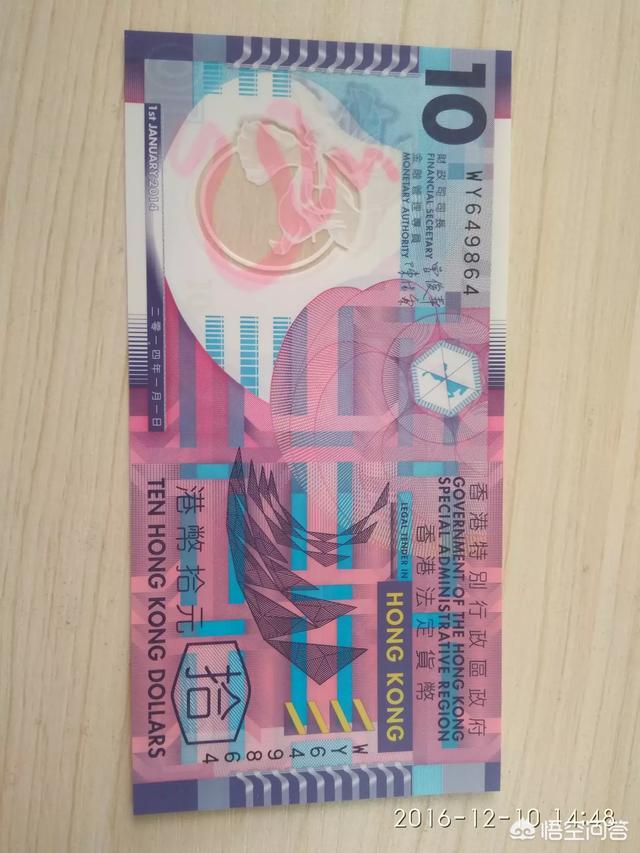 10
WY649864
財政司司長
FINANCIAL SECRETARY
金融管理專員
MONETARY AUTHORITY
1st JANUARY 2014
二零一四年一月一日
香港特別行政區政府
GOVERNMENT OF THE HONG KONG
SPECIAL ADMINISTRATIVE REGION
香港法定貨幣
LEGAL TENDER IN
HONG KONG
港幣拾元
TEN HONG KONG DOLLARS
拾
WY649864
2016-12-10 14:48
悟空问答